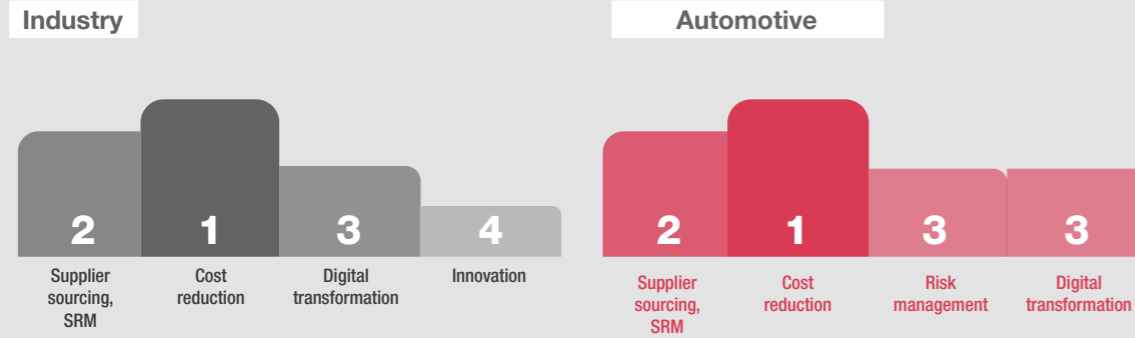 Industry
2
1
3
4
Supplier
sourcing,
SRM
Cost
reduction
Digital
transformation
Innovation
Automotive
2
1
3
3
Supplier
sourcing,
SRM
Cost
reduction
Risk
management
Digital
transformation